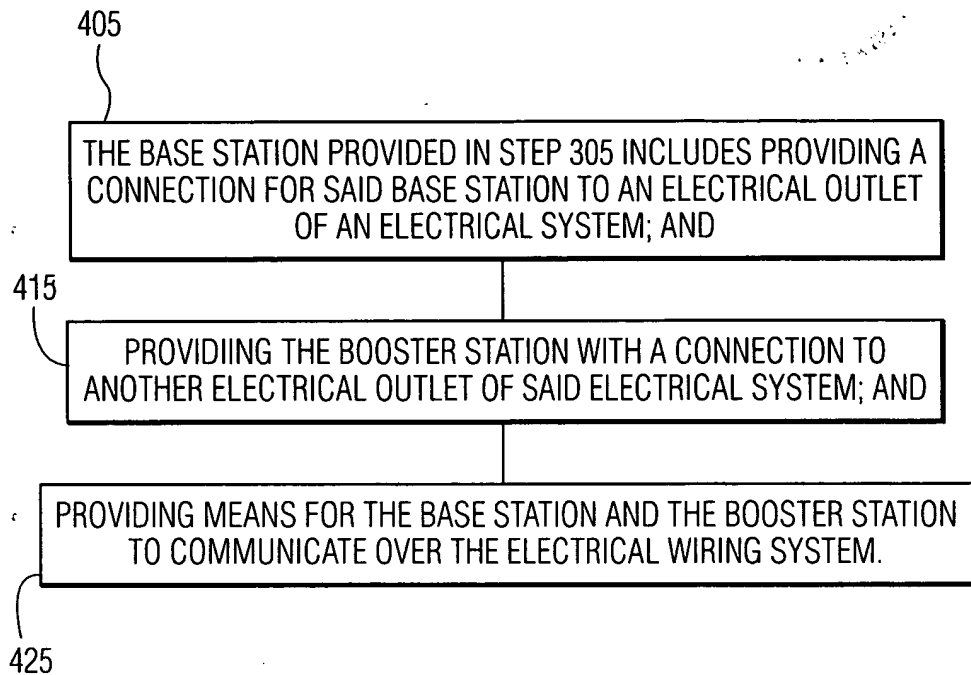 405
THE BASE STATION PROVIDED IN STEP 305 INCLUDES PROVIDING A
CONNECTION FOR SAID BASE STATION TO AN ELECTRICAL OUTLET
OF AN ELECTRICAL SYSTEM; AND
415
PROVIDIING THE BOOSTER STATION WITH A CONNECTION TO
ANOTHER ELECTRICAL OUTLET OF SAID ELECTRICAL SYSTEM; AND
PROVIDING MEANS FOR THE BASE STATION AND THE BOOSTER STATION
TO COMMUNICATE OVER THE ELECTRICAL WIRING SYSTEM.
425